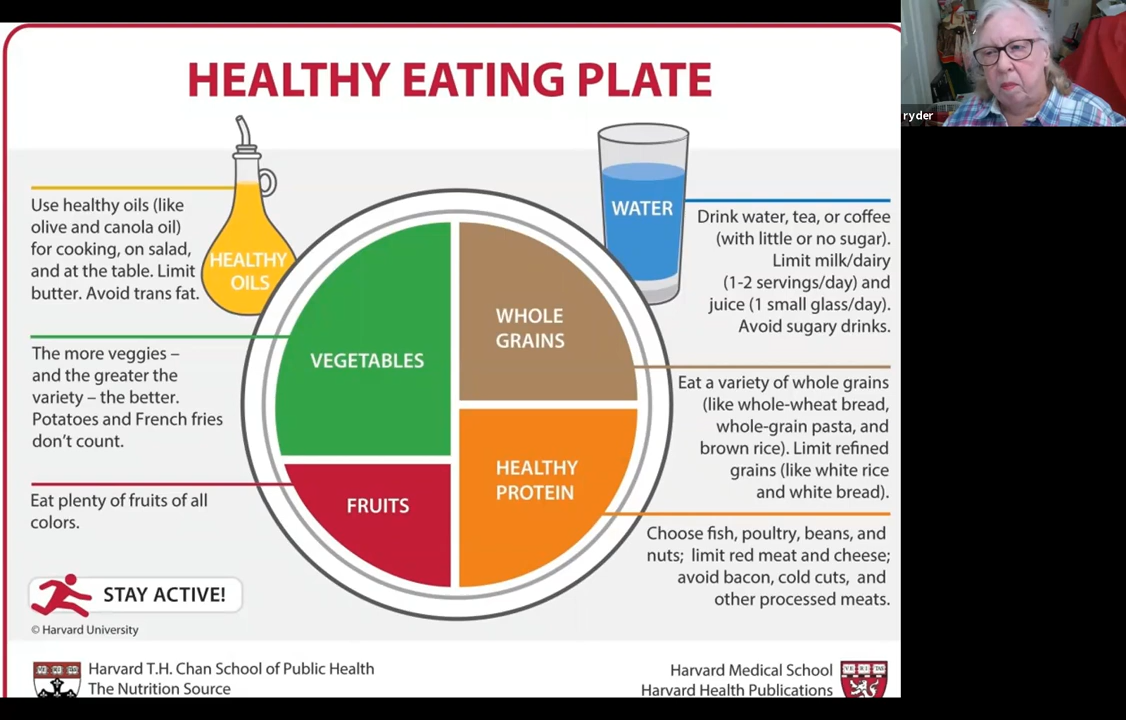 HEALTHY EATING PLATE
ryder
Use healthy oils (like
olive and canola oil)
for cooking, on salad,
and at the table. Limit
butter. Avoid trans fat.
HEALTHY
OILS
WATER
Drink water, tea, or coffee
(with little or no sugar).
Limit milk/dairy
(1-2 servings/day) and
juice (1 small glass/day).
Avoid sugary drinks.
The more veggies –
and the greater the
variety – the better.
Potatoes and French fries
don't count.
VEGETABLES
WHOLE
GRAINS
Eat a variety of whole grains
(like whole-wheat bread,
whole-grain pasta, and
brown rice). Limit refined
grains (like white rice
and white bread).
Eat plenty of fruits of all
colors.
FRUITS
HEALTHY
PROTEIN
Choose fish, poultry, beans, and
nuts; limit red meat and cheese;
avoid bacon, cold cuts, and
other processed meats.
STAY ACTIVE!
© Harvard University
Harvard T.H. Chan School of Public Health
The Nutrition Source
Harvard Medical School
Harvard Health Publications
VE RI TAS